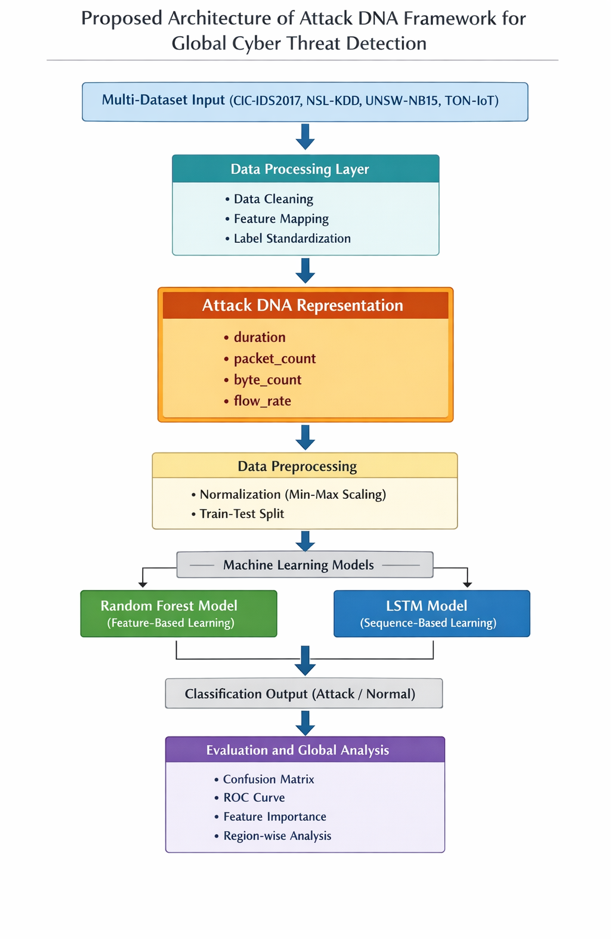 Proposed Architecture of Attack DNA Framework for
Global Cyber Threat Detection
Multi-Dataset Input (CIC-IDS2017, NSL-KDD, UNSW-NB15, TON-IoT)
Data Processing Layer
• Data Cleaning
• Feature Mapping
• Label Standardization
Attack DNA Representation
• duration
• packet_count
• byte_count
• flow_rate
Data Preprocessing
• Normalization (Min-Max Scaling)
• Train-Test Split
Machine Learning Models
Random Forest Model
(Feature-Based Learning)
LSTM Model
(Sequence-Based Learning)
Classification Output (Attack / Normal)
Evaluation and Global Analysis
• Confusion Matrix
• ROC Curve
• Feature Importance
• Region-wise Analysis